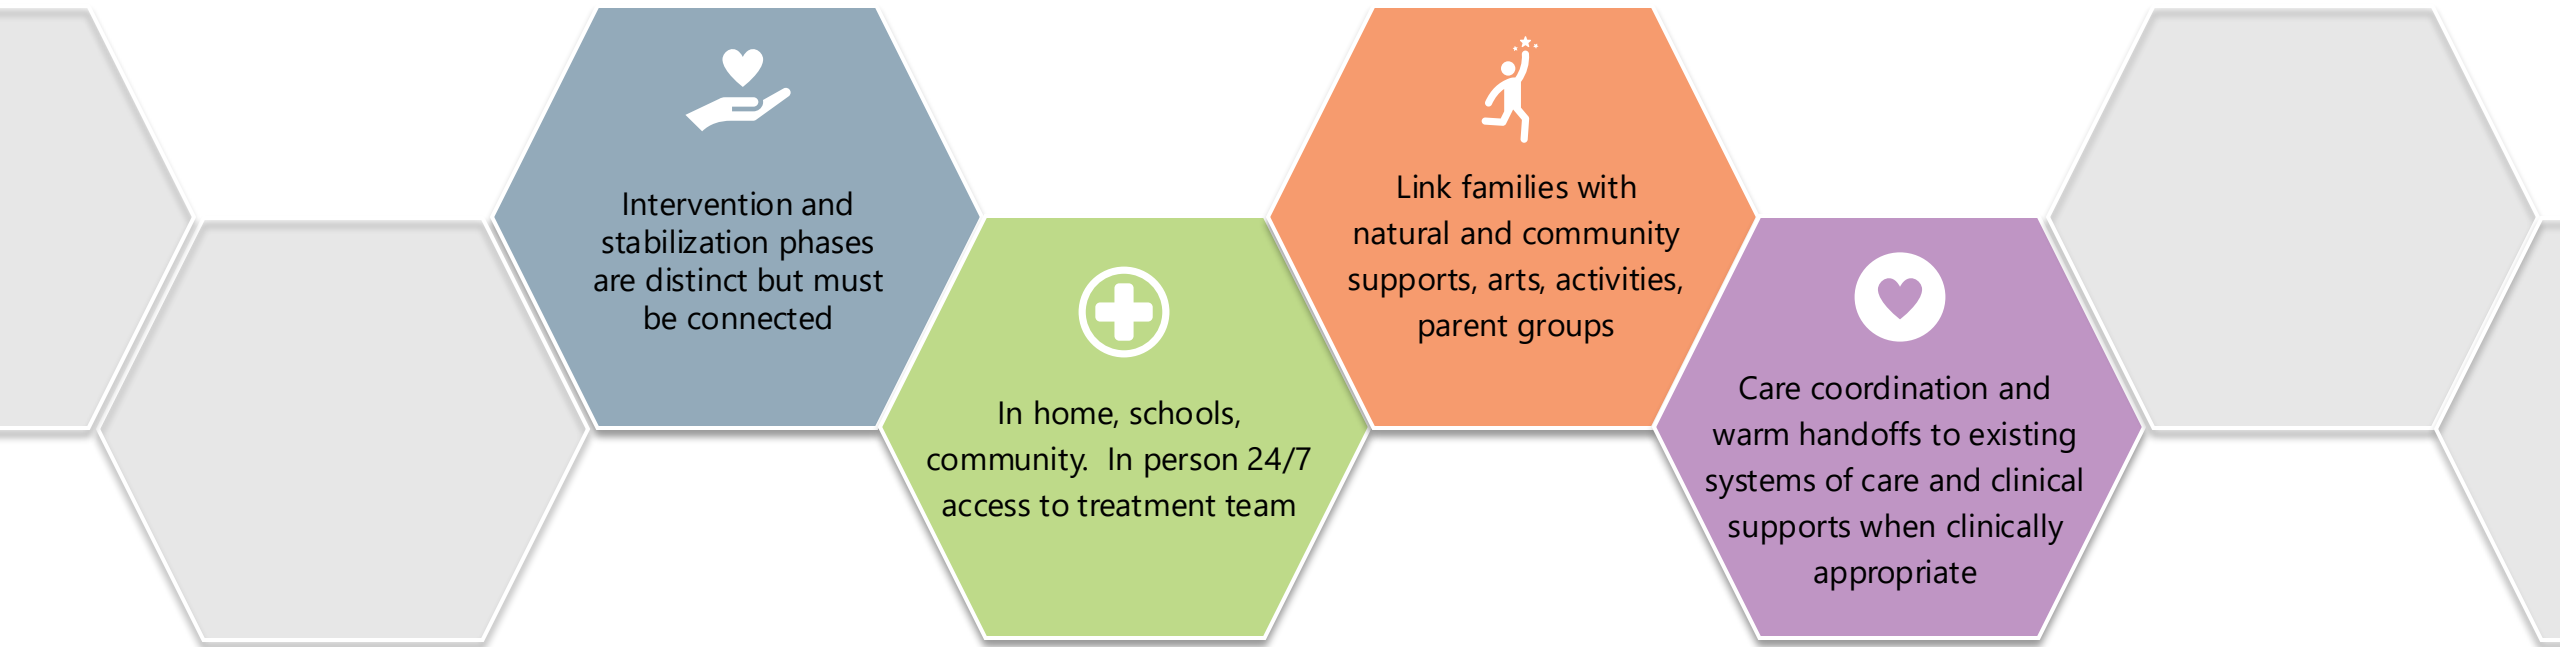 Intervention and
stabilization phases
are distinct but must
be connected
In home, schools,
community.  In person 24/7
access to treatment team
Link families with
natural and community
supports, arts, activities,
parent groups
Care coordination and
warm handoffs to existing
systems of care and clinical
supports when clinically
appropriate